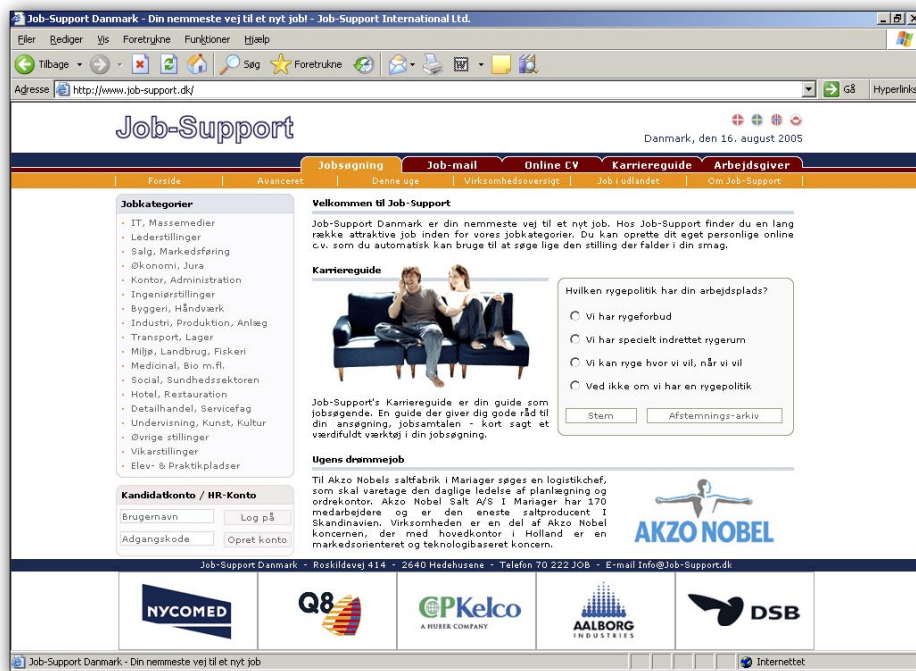 Job-Support Danmark - Din nemmeste vej til et nyt job! - Job-Support International Ltd.
Filer Rediger Vis Foretrukne Funktioner Hjælp
Tilbage Søg Foretrukne
Adresse http://www.job-support.dk/ Gå Hyperlinks
Job-Support
Danmark, den 16. august 2005
Jobsøgning Job-mail Online CV Karriereguide Arbejdsgiver
Forside | Avanceret | Denne uge | Virksomhedsoversigt | Job i udlandet | Om Job-Support
Jobkategorier
IT, Massemedier
Lederstillinger
Salg, Markedsføring
Økonomi, Jura
Kontor, Administration
Ingeniørstillinger
Byggeri, Håndværk
Industri, Produktion, Anlæg
Transport, Lager
Miljø, Landbrug, Fiskeri
Medicinal, Bio m.fl.
Social, Sundhedssektoren
Hotel, Restauration
Detailhandel, Servicefag
Undervisning, Kunst, Kultur
Øvrige stillinger
Vikarstillinger
Elev- & Praktikpladser
Kandidatkonto / HR-Konto
Brugernavn Log på
Adgangskode Opret konto
Velkommen til Job-Support
Job-Support Danmark er din nemmeste vej til et nyt job. Hos Job-Support finder du en lang
række attraktive job inden for vores jobkategorier. Du kan oprette dit eget personlige online
c.v. som du automatisk kan bruge til at søge lige den stilling der falder i din smag.
Karriereguide
Job-Support's Karriereguide er din guide som
jobsøgende. En guide der giver dig gode råd til
din ansøgning, jobsamtalen - kort sagt et
værdifuldt værktøj i din jobsøgning.
Hvilken rygepolitik har din arbejdsplads?
Vi har rygeforbud
Vi har specielt indrettet rygerum
Vi kan ryge hvor vi vil, når vi vil
Ved ikke om vi har en rygepolitik
Stem Afstemnings-arkiv
Ugens drømmejob
Til Akzo Nobels saltfabrik i Mariager søges en logistikchef,
som skal varetage den daglige ledelse af planlægning og
ordrekontor. Akzo Nobel Salt A/S I Mariager har 170
medarbejdere og er den eneste saltproducent I
Skandinavien. Virksomheden er en del af Akzo Nobel
koncernen, der med hovedkontor i Holland er en
markedsorienteret og teknologibaseret koncern.
AKZO NOBEL
Job-Support Danmark - Roskildevej 414 - 2640 Hedehusene - Telefon 70 222 JOB - E-mail Info@Job-Support.dk
NYCOMED
Q8
CPKelco
A HUBER COMPANY
AALBORG
INDUSTRIES
DSB
Job-Support Danmark - Din nemmeste vej til et nyt job Internettet